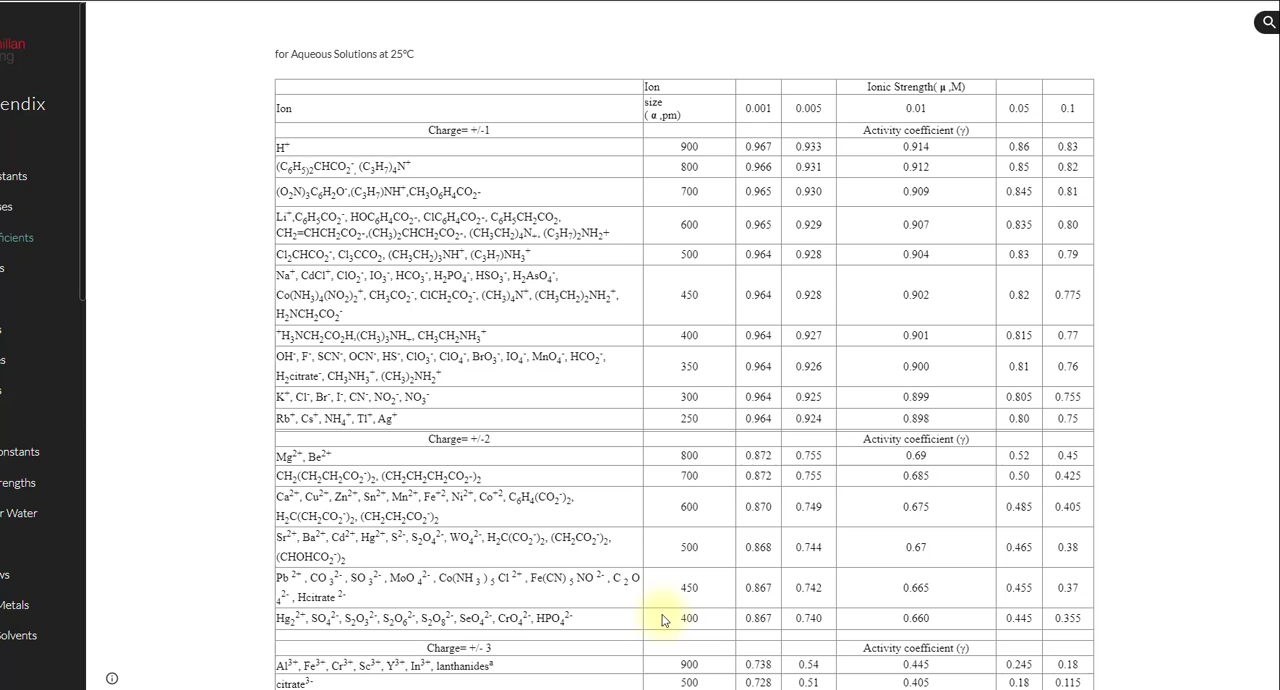 illan
ng
endix
stants
ses
ficients
s
s
es
s
onstants
rengths
r Water
ws
Metals
Solvents
for Aqueous Solutions at 25°C
Ion Ionic Strength( μ ,M)
Ion size ( α ,pm) 0.001 0.005 0.01 0.05 0.1
Charge= +/-1 Activity coefficient (γ)
H⁺ 900 0.967 0.933 0.914 0.86 0.83
(C₆H₅)₂CHCO₂⁻, (C₃H₇)₄N⁺ 800 0.966 0.931 0.912 0.85 0.82
(O₂N)₃C₆H₂O⁻,(C₃H₇)NH⁺,CH₃O₆H₄CO₂- 700 0.965 0.930 0.909 0.845 0.81
Li⁺,C₆H₅CO₂⁻, HOC₆H₄CO₂-, ClC₆H₄CO₂-, C₆H₅CH₂CO₂,
CH₂=CHCH₂CO₂-,(CH₃)₂CHCH₂CO₂-, (CH₃CH₂)₄N₊, (C₃H₇)₂NH₂+ 600 0.965 0.929 0.907 0.835 0.80
Cl₂CHCO₂⁻, Cl₃CCO₂, (CH₃CH₂)₃NH⁺, (C₃H₇)NH₃⁺ 500 0.964 0.928 0.904 0.83 0.79
Na⁺, CdCl⁺, ClO₂⁻, IO₃⁻, HCO₃⁻, H₂PO₄⁻, HSO₃⁻, H₂AsO₄⁻,
Co(NH₃)₄(NO₂)₂⁺, CH₃CO₂⁻, ClCH₂CO₂⁻, (CH₃)₄N⁺, (CH₃CH₂)₂NH₂⁺, 450 0.964 0.928 0.902 0.82 0.775
H₂NCH₂CO₂⁻
⁺H₃NCH₂CO₂H,(CH₃)₃NH₊, CH₃CH₂NH₃⁺ 400 0.964 0.927 0.901 0.815 0.77
OH⁻, F⁻, SCN⁻, OCN⁻, HS⁻, ClO₃⁻, ClO₄⁻, BrO₃⁻, IO₄⁻, MnO₄⁻, HCO₂⁻,
H₂citrate⁻, CH₃NH₃⁺, (CH₃)₂NH₂⁺ 350 0.964 0.926 0.900 0.81 0.76
K⁺, Cl⁻, Br⁻, I⁻, CN⁻, NO₂⁻, NO₃⁻ 300 0.964 0.925 0.899 0.805 0.755
Rb⁺, Cs⁺, NH₄⁺, Tl⁺, Ag⁺ 250 0.964 0.924 0.898 0.80 0.75
Charge= +/-2 Activity coefficient (γ)
Mg²⁺, Be²⁺ 800 0.872 0.755 0.69 0.52 0.45
CH₂(CH₂CH₂CO₂⁻)₂, (CH₂CH₂CH₂CO₂-)₂ 700 0.872 0.755 0.685 0.50 0.425
Ca²⁺, Cu²⁺, Zn²⁺, Sn²⁺, Mn²⁺, Fe⁺², Ni²⁺, Co⁺², C₆H₄(CO₂⁻)₂,
H₂C(CH₂CO₂⁻)₂, (CH₂CH₂CO₂⁻)₂ 600 0.870 0.749 0.675 0.485 0.405
Sr²⁺, Ba²⁺, Cd²⁺, Hg²⁺, S²⁻, S₂O₄²⁻, WO₄²⁻, H₂C(CO₂⁻)₂, (CH₂CO₂⁻)₂,
(CHOHCO₂⁻)₂ 500 0.868 0.744 0.67 0.465 0.38
Pb ²⁺ , CO ₃²⁻ , SO ₃²⁻ , MoO ₄²⁻ , Co(NH ₃ ) ₅ Cl ²⁺ , Fe(CN) ₅ NO ²⁻ , C ₂ O
₄²⁻ , Hcitrate ²⁻ 450 0.867 0.742 0.665 0.455 0.37
Hg₂²⁺, SO₄²⁻, S₂O₃²⁻, S₂O₆²⁻, S₂O₈²⁻, SeO₄²⁻, CrO₄²⁻, HPO₄²⁻ 400 0.867 0.740 0.660 0.445 0.355
Charge= +/- 3 Activity coefficient (γ)
Al³⁺, Fe³⁺, Cr³⁺, Sc³⁺, Y³⁺, In³⁺, lanthanidesᵃ 900 0.738 0.54 0.445 0.245 0.18
citrate³⁻ 500 0.728 0.51 0.405 0.18 0.115